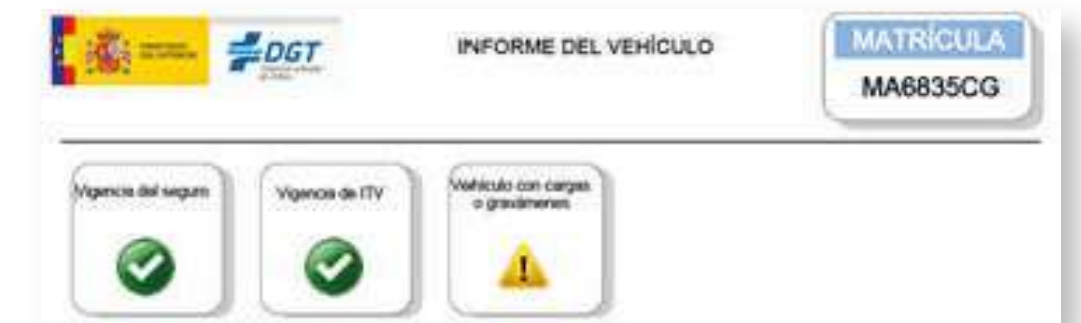 DGT
INFORME DEL VEHÍCULO
MATRÍCULA
MA6835CG
Vigencia del seguro
Vigencia de ITV
Vehículo con cargas
o gravámenes